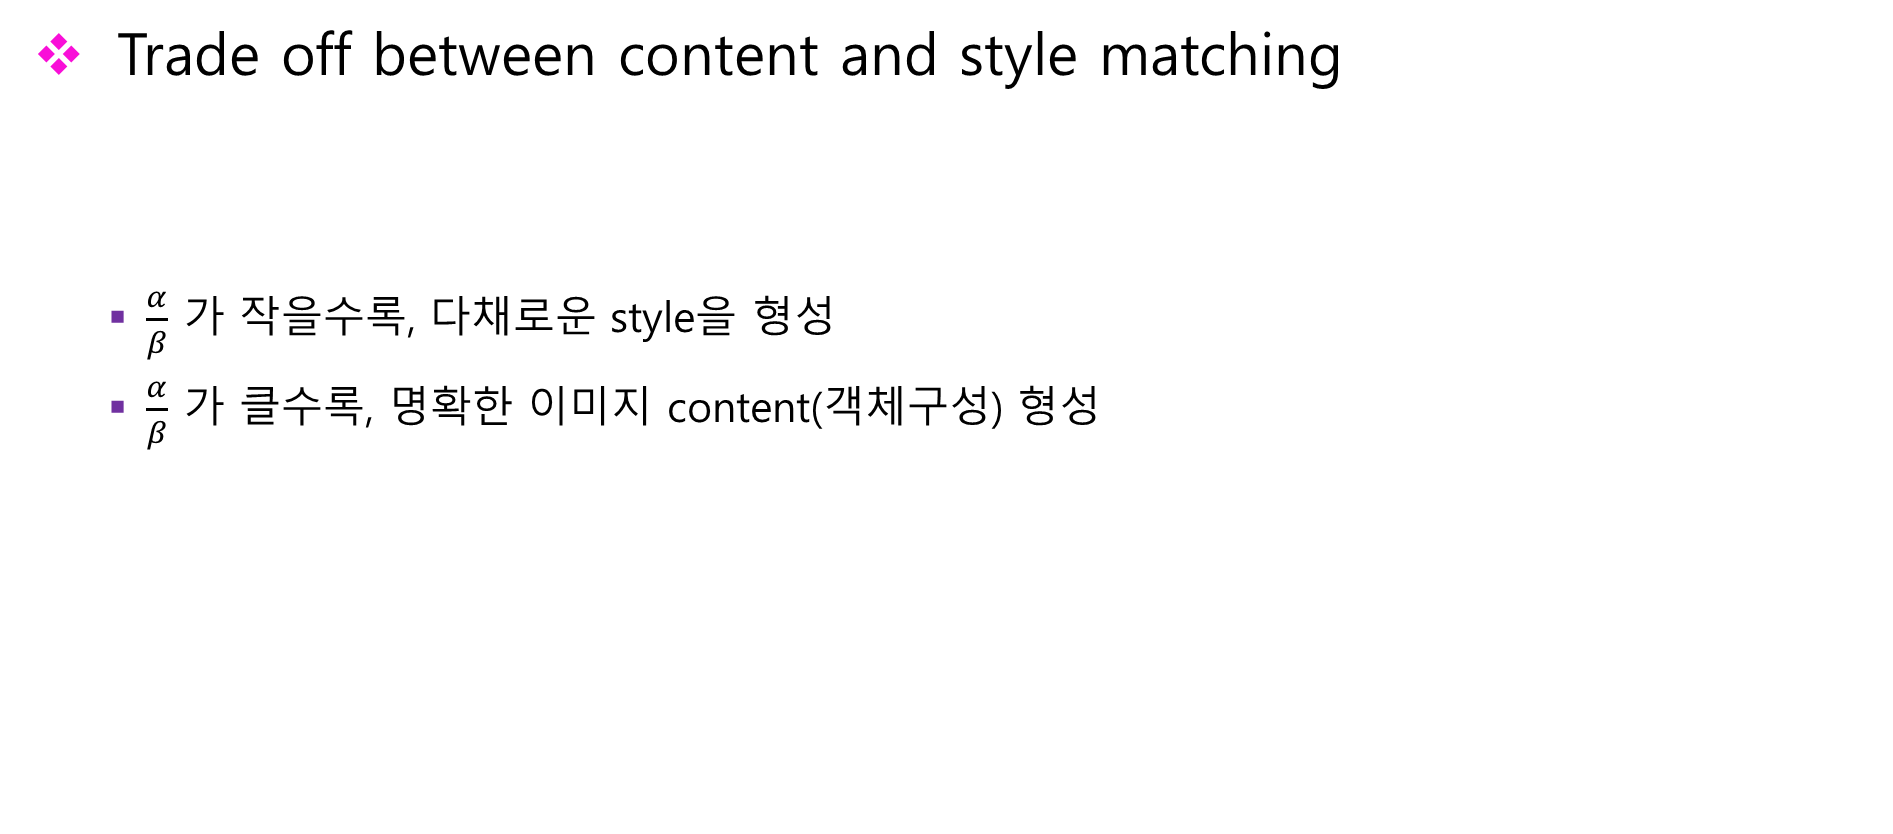 ❖ Trade off between content and style matching
▪ α/β 가 작을수록, 다채로운 style을 형성
▪ α/β 가 클수록, 명확한 이미지 content(객체구성) 형성